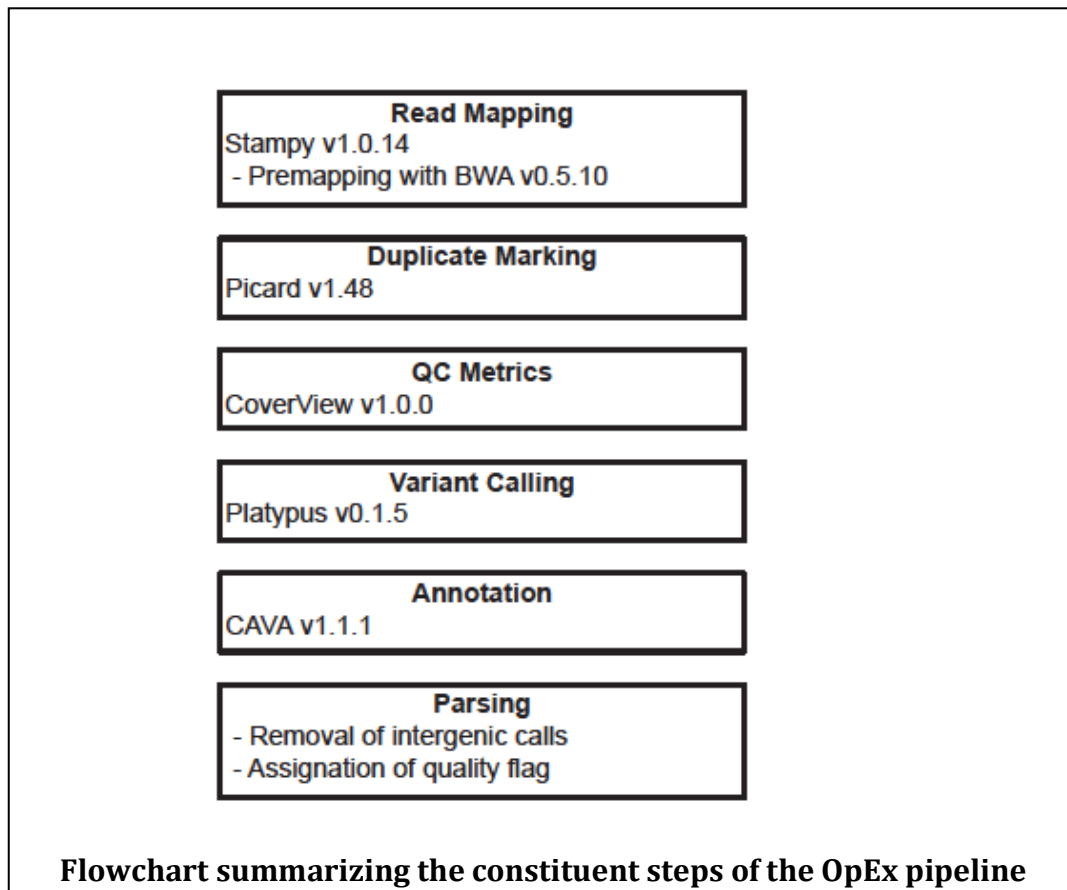 Read Mapping
Stampy v1.0.14
- Premapping with BWA v0.5.10
Duplicate Marking
Picard v1.48
QC Metrics
CoverView v1.0.0
Variant Calling
Platypus v0.1.5
Annotation
CAVA v1.1.1
Parsing
- Removal of intergenic calls
- Assignation of quality flag
Flowchart summarizing the constituent steps of the OpEx pipeline